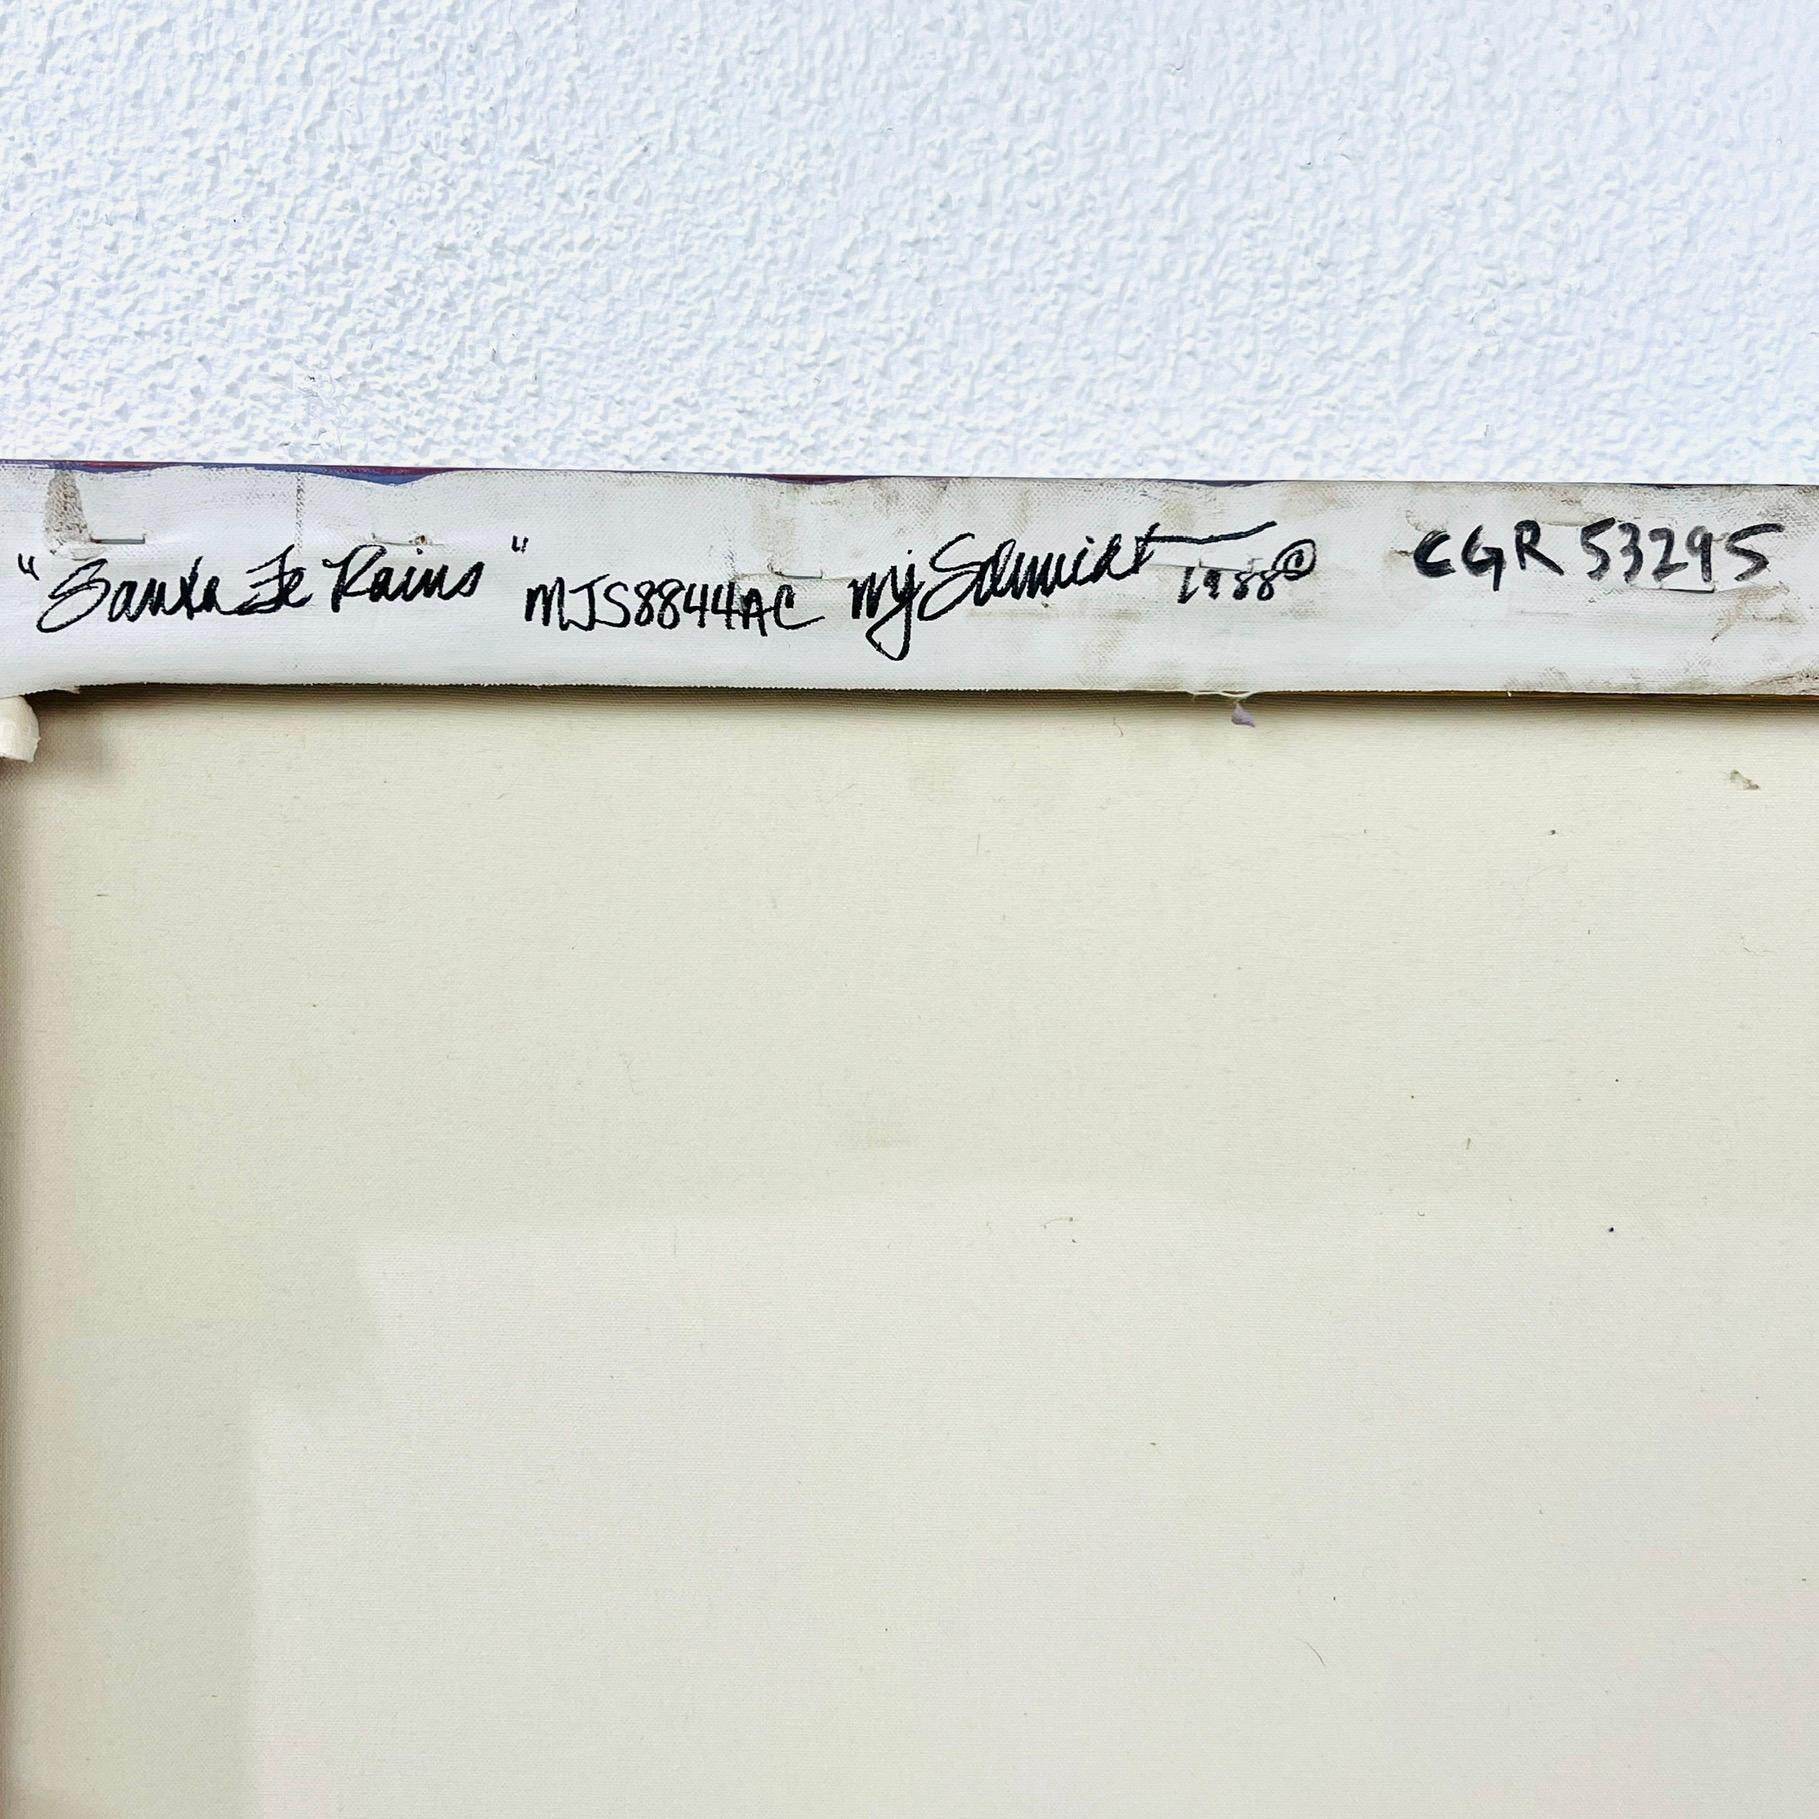 "Santa Fe Rains" MJS8844AC mj Schmidt 1988 © CGR 53295